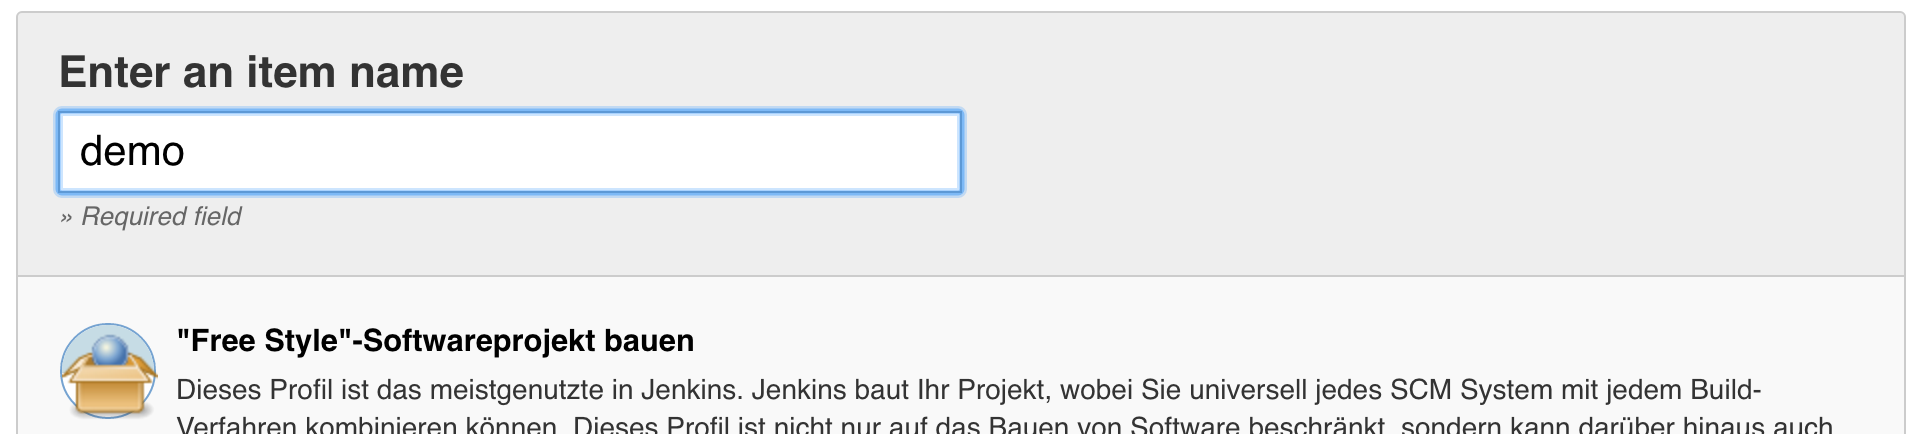 Enter an item name
demo
» Required field
"Free Style"-Softwareprojekt bauen
Dieses Profil ist das meistgenutzte in Jenkins. Jenkins baut Ihr Projekt, wobei Sie universell jedes SCM System mit jedem Build-
Verfahren kombinieren können. Dieses Profil ist nicht nur auf das Bauen von Software beschränkt, sondern kann darüber hinaus auch